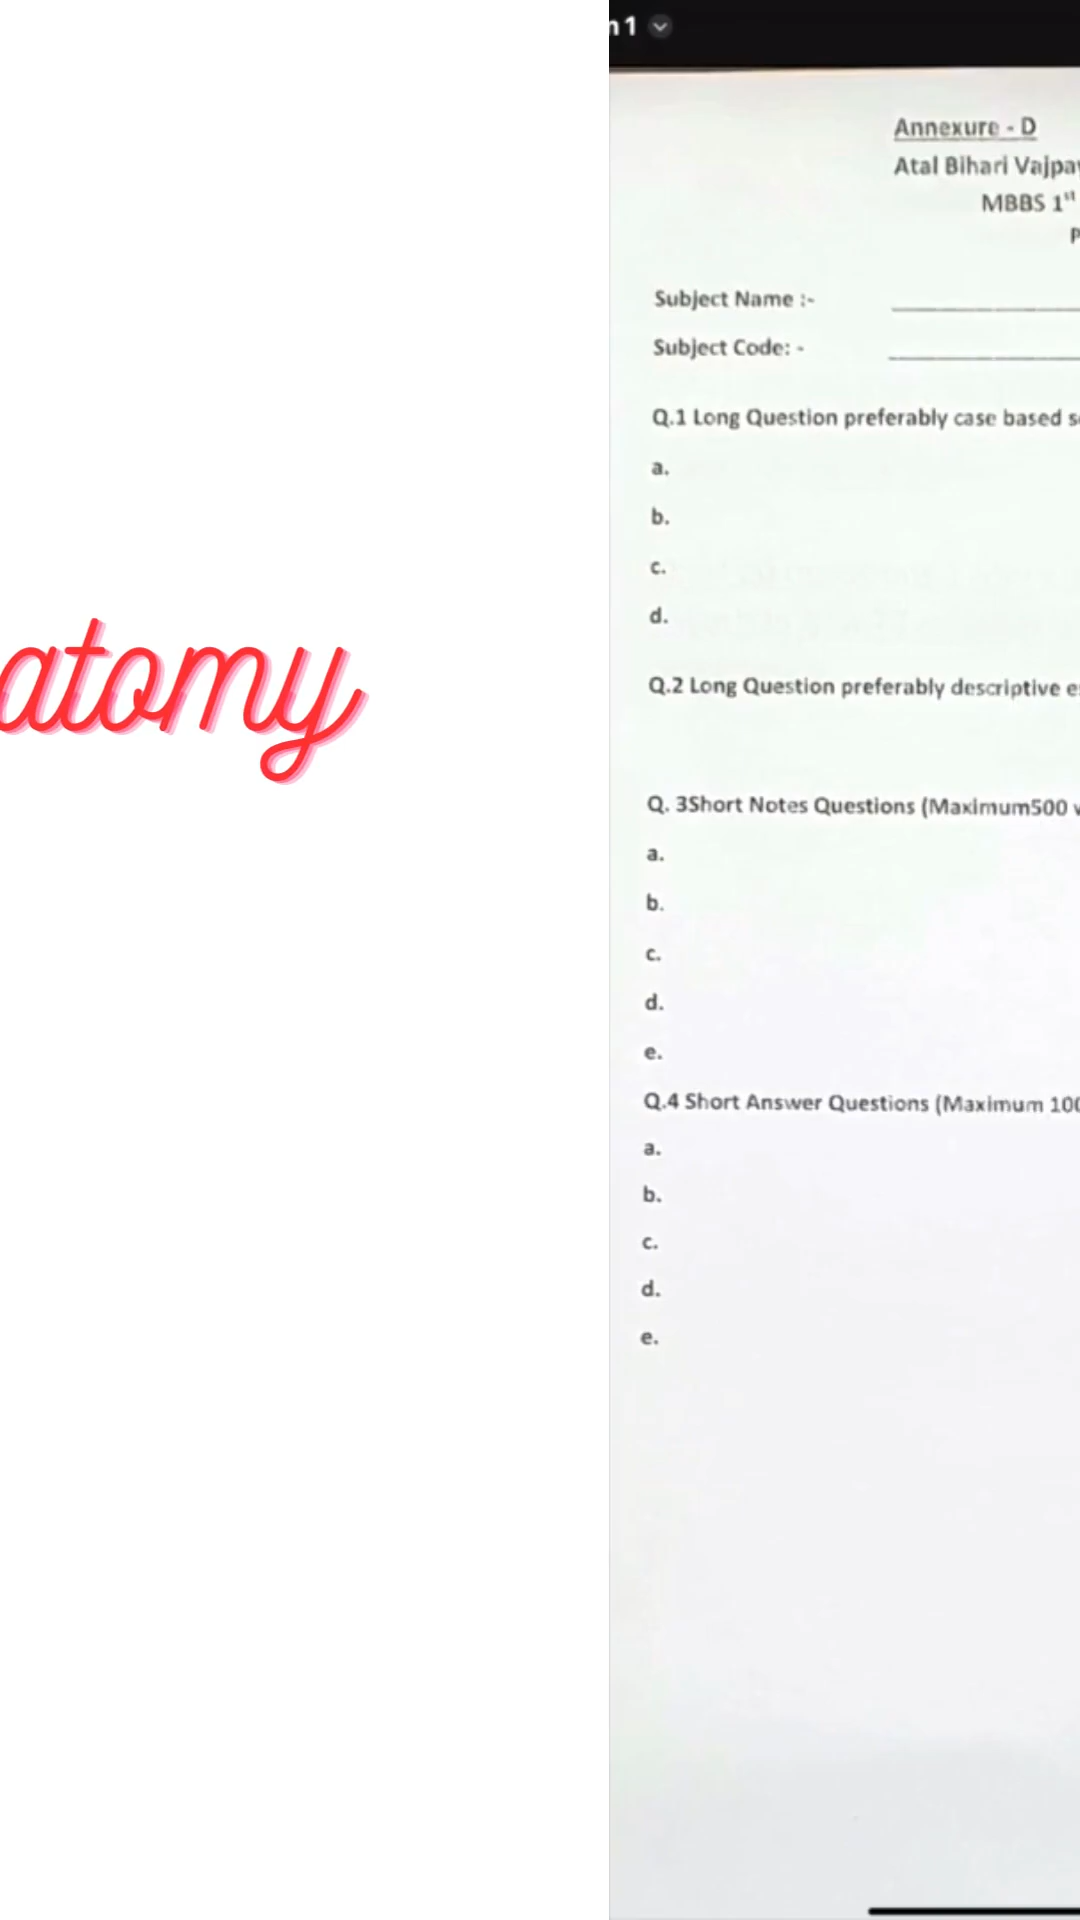 atomy
n1
Annexure - D
Atal Bihari Vajpa
MBBS 1st
P
Subject Name :-
Subject Code: -
Q.1 Long Question preferably case based s
a.
b.
c.
d.
Q.2 Long Question preferably descriptive e
Q. 3Short Notes Questions (Maximum500 w
a.
b.
c.
d.
e.
Q.4 Short Answer Questions (Maximum 100
a.
b.
c.
d.
e.